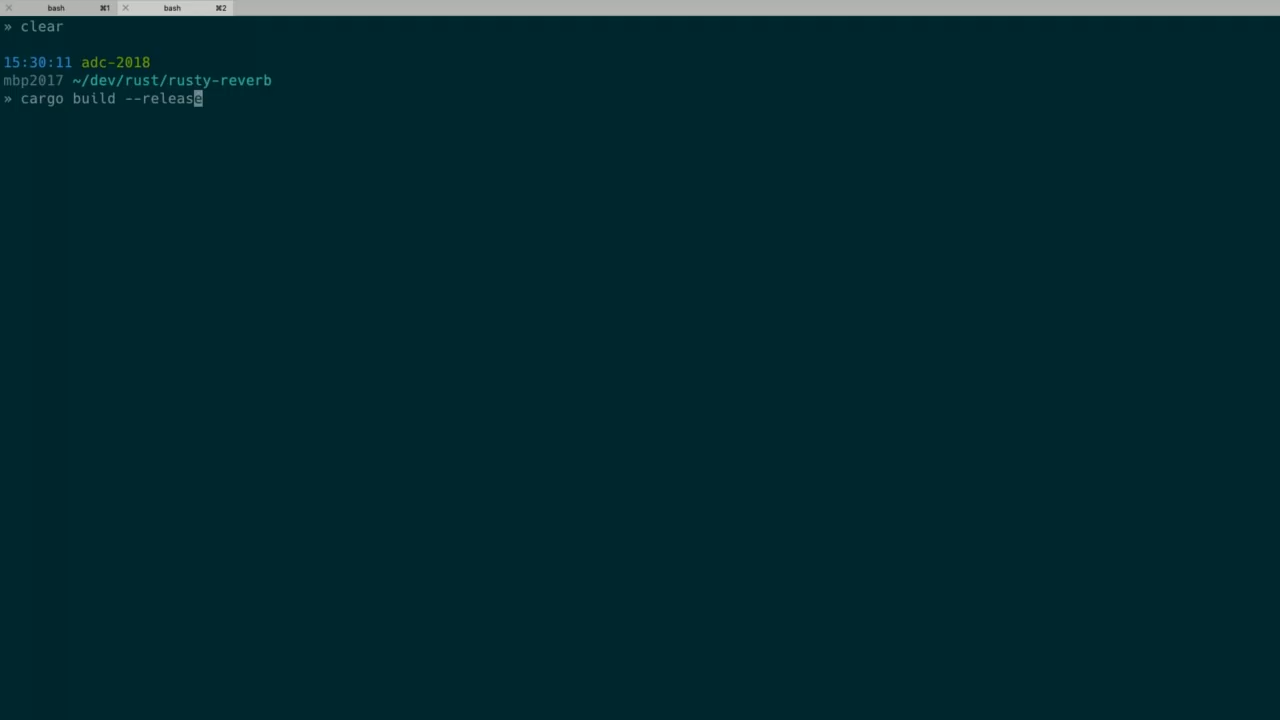 bash ⌘1 bash ⌘2
» clear
15:30:11 adc-2018
mbp2017 ~/dev/rust/rusty-reverb
» cargo build --release